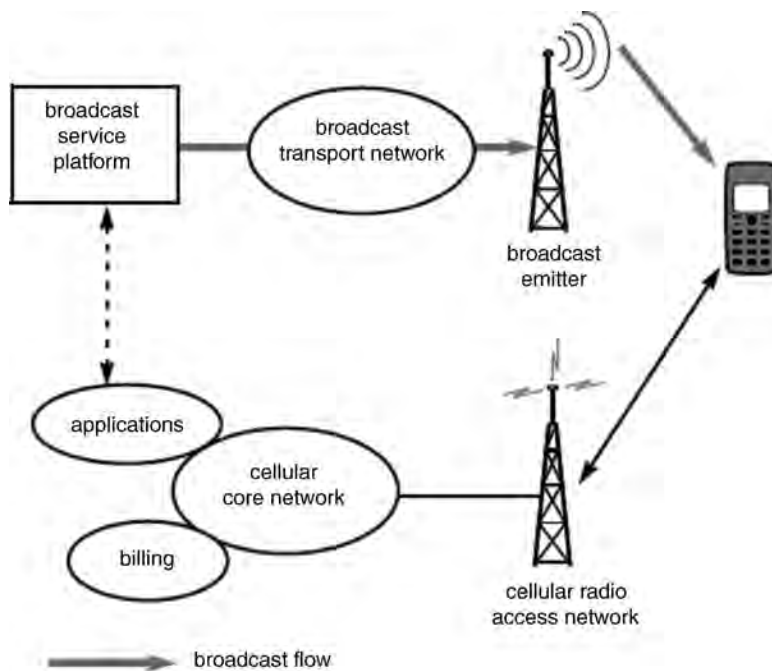 broadcast
service
platform
broadcast
transport network
broadcast
emitter
applications
cellular
core network
billing
cellular radio
access network
broadcast flow